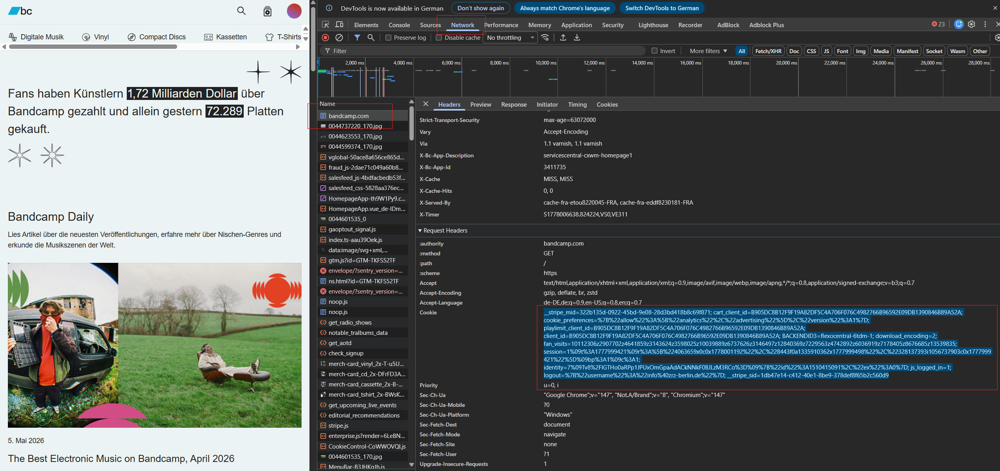 bc
Digitale Musik
Vinyl
Compact Discs
Kassetten
T-Shirts
Fans haben Künstlern 1,72 Milliarden Dollar über
Bandcamp gezahlt und allein gestern 72.289 Platten
gekauft.
Bandcamp Daily
Lies Artikel über die neuesten Veröffentlichungen, erfahre mehr über Nischen-Genres und
erkunde die Musikszenen der Welt.
5. Mai 2026
The Best Electronic Music on Bandcamp, April 2026
DevTools is now available in German
Don't show again
Always match Chrome's language
Switch DevTools to German
Elements
Console
Sources
Network
Performance
Memory
Application
Security
Lighthouse
Recorder
AdBlock
Adblock Plus
23
Preserve log
Disable cache
No throttling
Filter
Invert
More filters
All
Fetch/XHR
Doc
CSS
JS
Font
Img
Media
Manifest
Socket
Wasm
Other
2,000 ms
4,000 ms
6,000 ms
8,000 ms
10,000 ms
12,000 ms
14,000 ms
16,000 ms
18,000 ms
20,000 ms
22,000 ms
24,000 ms
26,000 ms
28,000 ms
Name
bandcamp.com
0044737220_170.jpg
0044623553_170.jpg
0044599374_170.jpg
vglobal-50ace8a656ce865d...
fraud_js-2dae71c049a60b8...
salesfeed_js-4bdfacbedb53f...
salesfeed_css-5828aa376ec...
HomepageApp-th9W1Py9.c...
HomepageApp.vue_de-IDm...
0044601535_0
gaoptout_signal.js
index.ts-aau39Oek.js
data:image/svg+xml,...
gtm.js?id=GTM-TKFS52TF
envelope/?sentry_version=...
ns.html?id=GTM-TKFS52TF
envelope/?sentry_version=...
noop.js
noop.js
get_radio_shows
notable_tralbums_data
get_aotd
check_signup
merch-card_vinyl_2x-T-u5U...
merch-card_cd_2x-DFrFD3A...
merch-card_cassette_2x-B-...
merch-card_tshirt_2x-BWsK...
get_upcoming_live_events
editorial_recommendations
stripe.js
enterprise.js?render=6LeBN...
CookieControl-CoWWOVQI.js
0044601535_170.jpg
MenuBar-B3JHKgJh.js
Headers
Preview
Response
Initiator
Timing
Cookies
Strict-Transport-Security max-age=63072000
Vary Accept-Encoding
Via 1.1 varnish, 1.1 varnish
X-Bc-App-Description servicescentral-cxwm-homepage1
X-Bc-App-Id 3411735
X-Cache MISS, MISS
X-Cache-Hits 0, 0
X-Served-By cache-fra-etou8220045-FRA, cache-fra-eddf8230181-FRA
X-Timer S1778006638.824224,VS0,VE311
Request Headers
:authority bandcamp.com
:method GET
:path /
:scheme https
Accept text/html,application/xhtml+xml,application/xml;q=0.9,image/avif,image/webp,image/apng,*/*;q=0.8,application/signed-exchange;v=b3;q=0.7
Accept-Encoding gzip, deflate, br, zstd
Accept-Language de-DE,de;q=0.9,en-US;q=0.8,en;q=0.7
Cookie __stripe_mid=322b135d-0922-45bd-9e08-28d3bd418b8c69f871; cart_client_id=B905DC8B12F9F19A82DF5C4A706F076C4982766B96592E09DB1390846B89A52A;
cookie_preferences=%7B%22allow%22%3A%5B%22analytics%22%2C%22advertising%22%5D%2C%22version%22%3A1%7D;
playlimit_client_id=B905DC8B12F9F19A82DF5C4A706F076C4982766B96592E09DB1390846B89A52A;
client_id=B905DC8B12F9F19A82DF5C4A706F076C4982766B96592E09DB1390846B89A52A; BACKENDID3=flexocentral-6tdm-1; download_encoding=2;
fan_visits=10112306z2907702z4641859z3143624z3598025z10039889z6737626z3146497z12840369z7229563z4742892z6036919z7178405z8676685z13539835;
session=1%09t%3A1777999421%09r%3A%5B%224063659x0c0x1778001192%22%2C%228443f0a1335910362x1777999498%22%2C%22328137393i1056737903c0x1777999
421%22%5D%09bp%3A1%09c%3A1;
identity=7%09Tv8%2FlGTHo0aRPp1JPUxOmGpaAdACkNNkF0BJLzM3RCo%3D%09%7B%22id%22%3A1510415091%2C%22ex%22%3A0%7D; js_logged_in=1;
logout=%7B%22username%22%3A%22info%40zrz-berlin.de%22%7D; __stripe_sid=1db47e14-c412-40e1-8be9-378def8f65b2c560d9
Priority u=0, i
Sec-Ch-Ua "Google Chrome";v="147", "Not.A/Brand";v="8", "Chromium";v="147"
Sec-Ch-Ua-Mobile ?0
Sec-Ch-Ua-Platform "Windows"
Sec-Fetch-Dest document
Sec-Fetch-Mode navigate
Sec-Fetch-Site none
Sec-Fetch-User ?1
Upgrade-Insecure-Requests 1